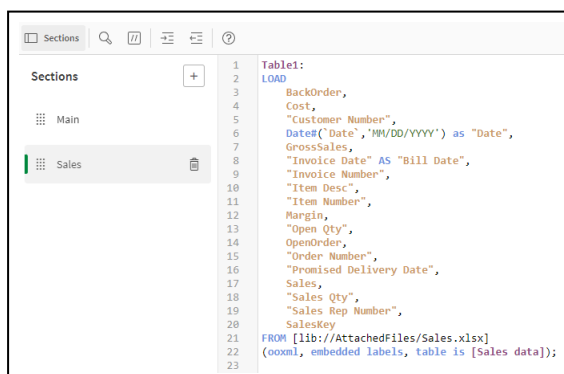 Sections
Sections
Main
Sales
1 Table1:
2 LOAD
3 BackOrder,
4 Cost,
5 "Customer Number",
6 Date#(`Date`,'MM/DD/YYYY') as "Date",
7 GrossSales,
8 "Invoice Date" AS "Bill Date",
9 "Invoice Number",
10 "Item Desc",
11 "Item Number",
12 Margin,
13 "Open Qty",
14 OpenOrder,
15 "Order Number",
16 "Promised Delivery Date",
17 Sales,
18 "Sales Qty",
19 "Sales Rep Number",
20 SalesKey
21 FROM [lib://AttachedFiles/Sales.xlsx]
22 (ooxml, embedded labels, table is [Sales data]);
23